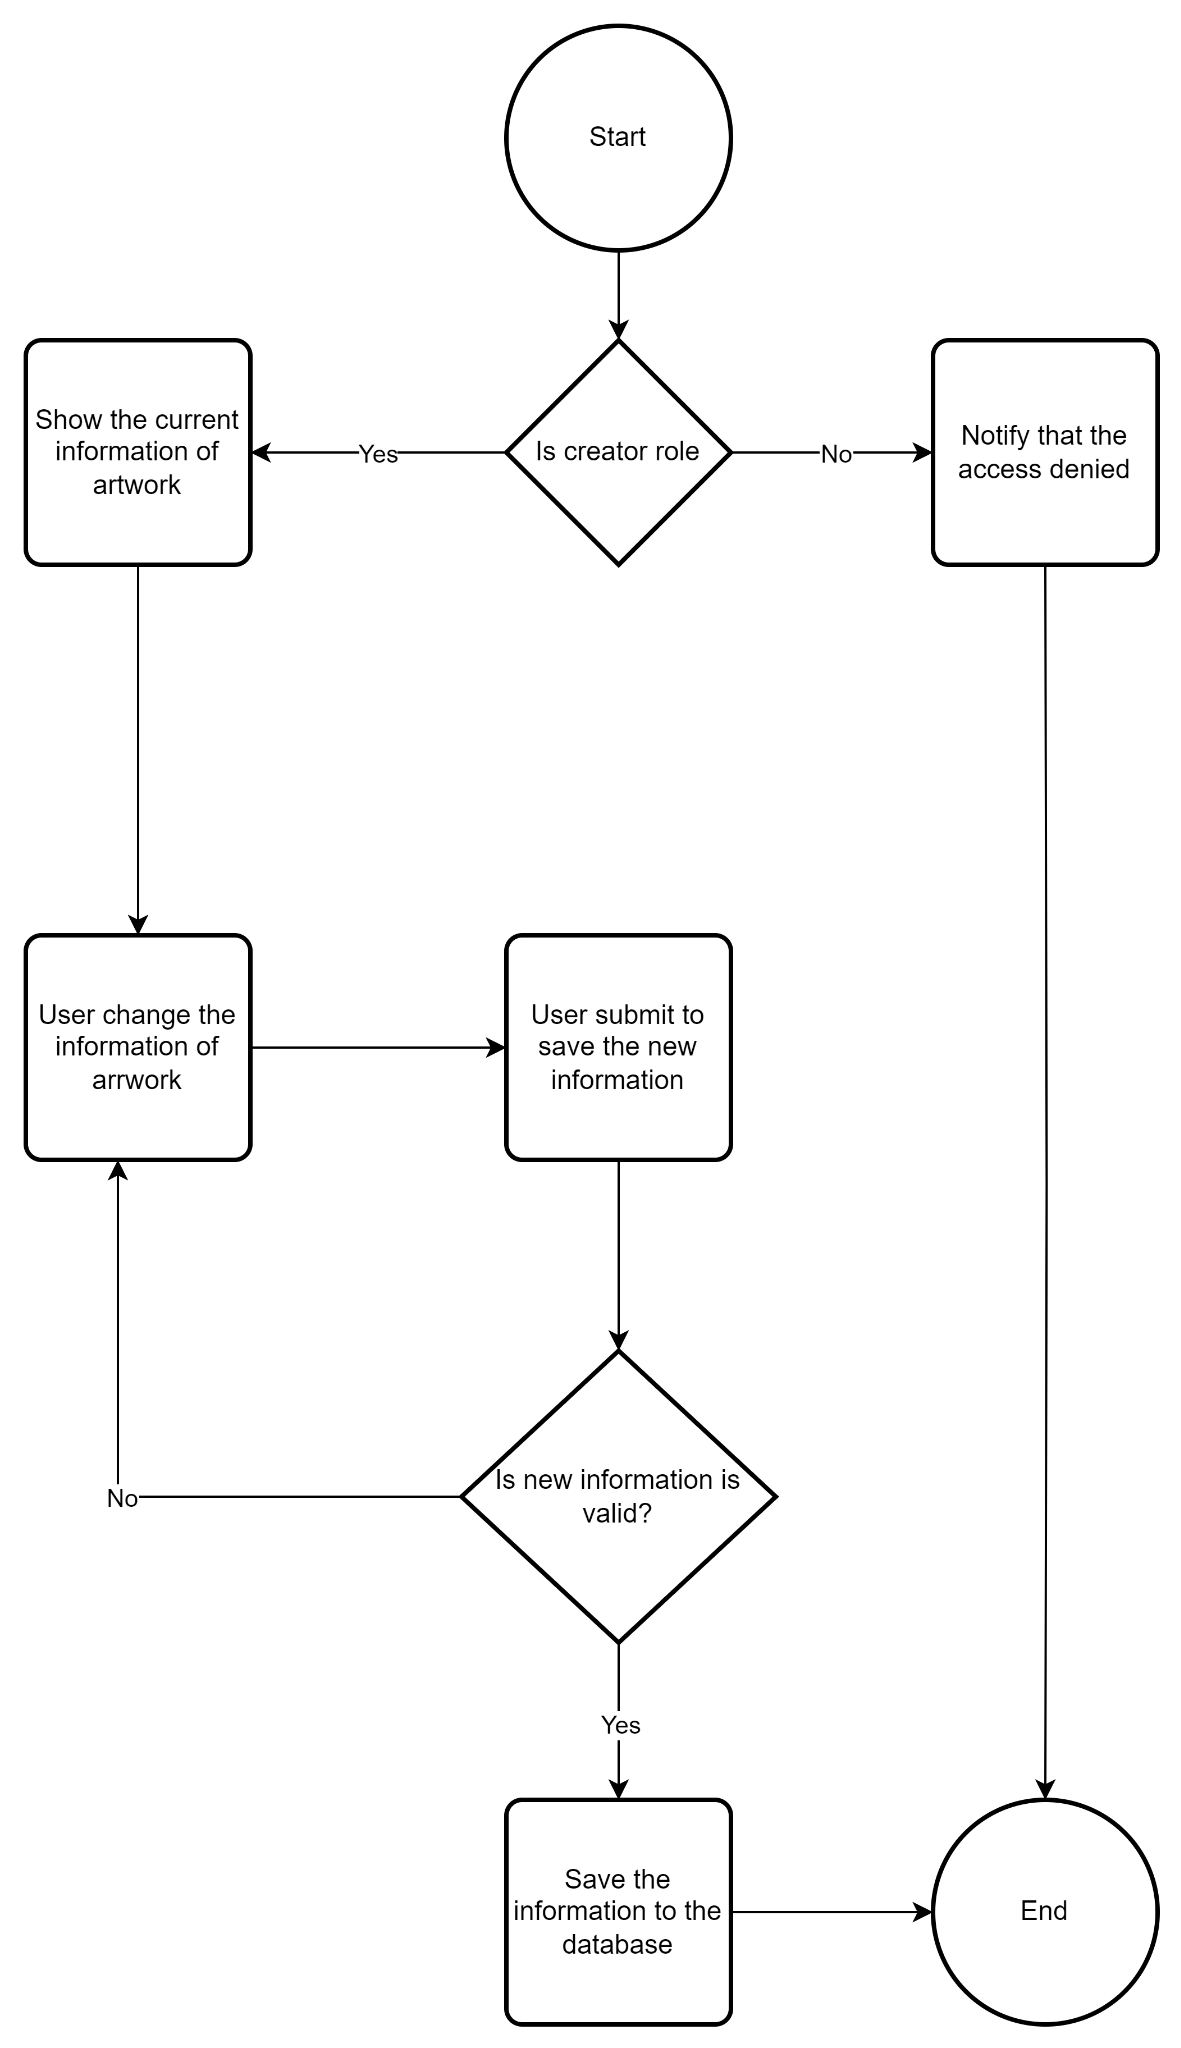 Start
Show the current
information of
artwork
Yes
Is creator role
No
Notify that the
access denied
User change the
information of
arrwork
User submit to
save the new
information
Is new information is
valid?
No
Yes
Save the
information to the
database
End